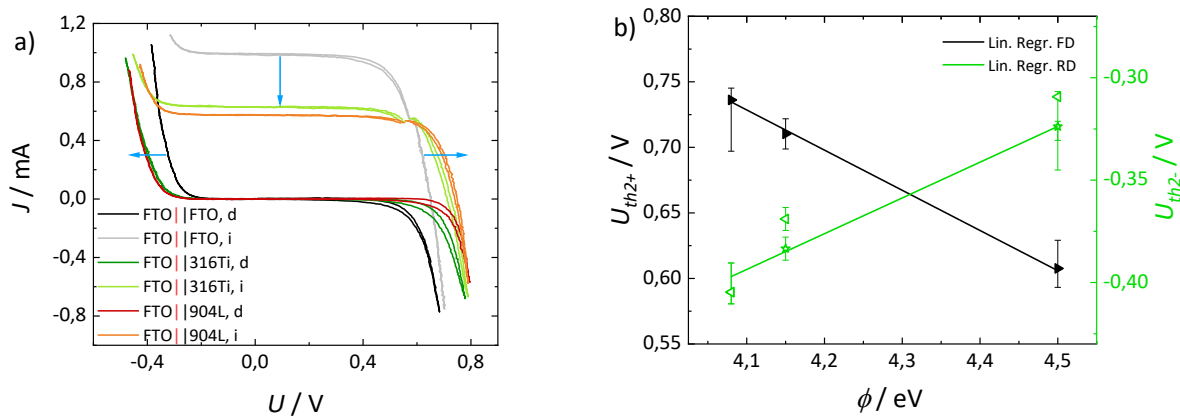 a)
1,2
0,8
0,4
0,0
-0,4
-0,8
J / mA
-0,4
0,0
0,4
0,8
U / V
FTO | | FTO, d
FTO | | FTO, i
FTO | | 316Ti, d
FTO | | 316Ti, i
FTO | | 904L, d
FTO | | 904L, i
b)
0,80
0,75
0,70
0,65
0,60
0,55
U_th2+ / V
4,1
4,2
4,3
4,4
4,5
ϕ / eV
Lin. Regr. FD
Lin. Regr. RD
-0,30
-0,35
-0,40
U_th2- / V